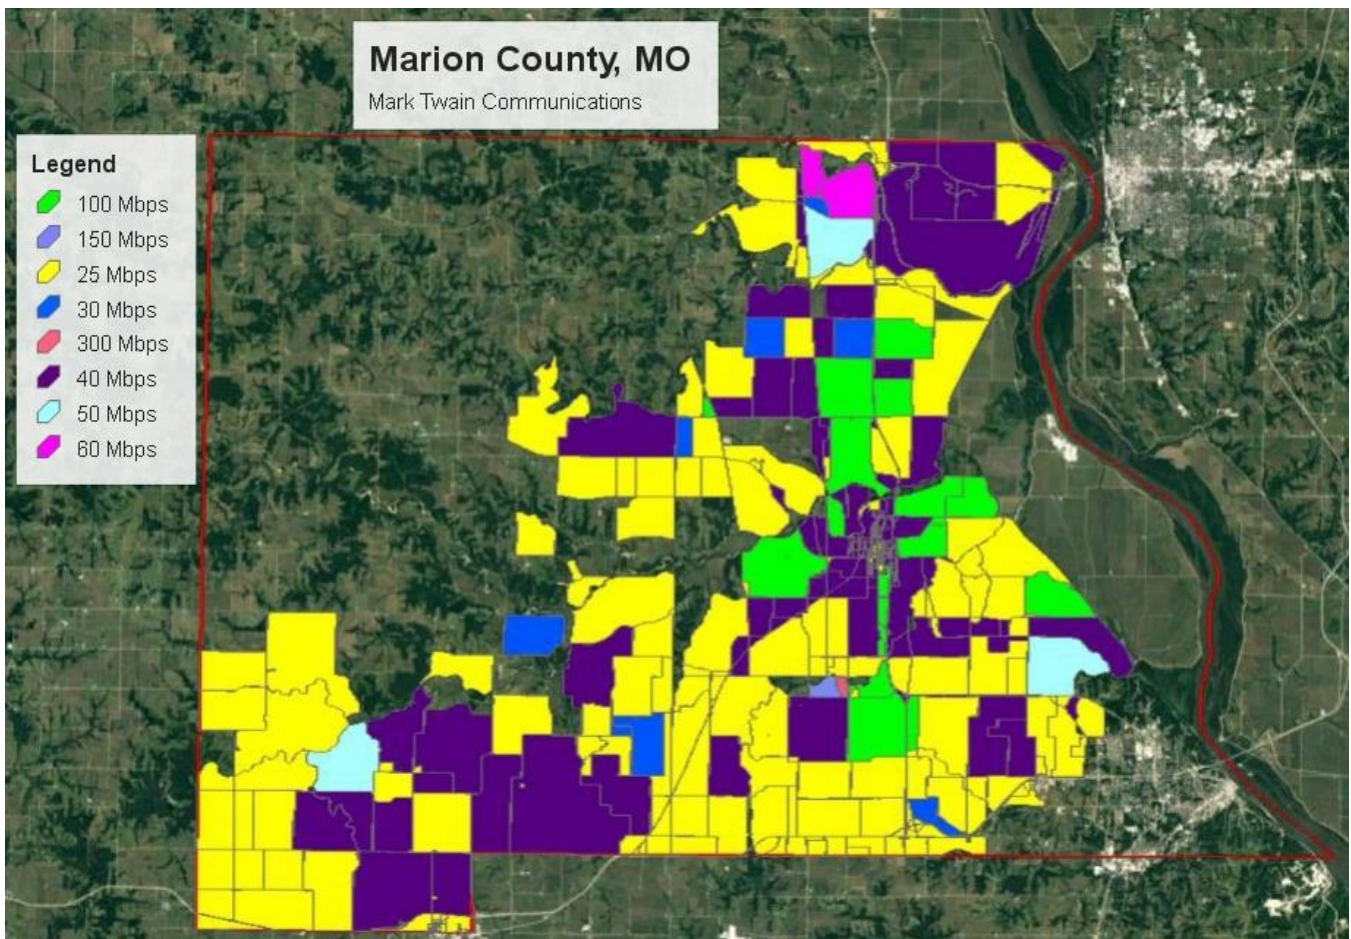 Marion County, MO
Mark Twain Communications
Legend
100 Mbps
150 Mbps
25 Mbps
30 Mbps
300 Mbps
40 Mbps
50 Mbps
60 Mbps